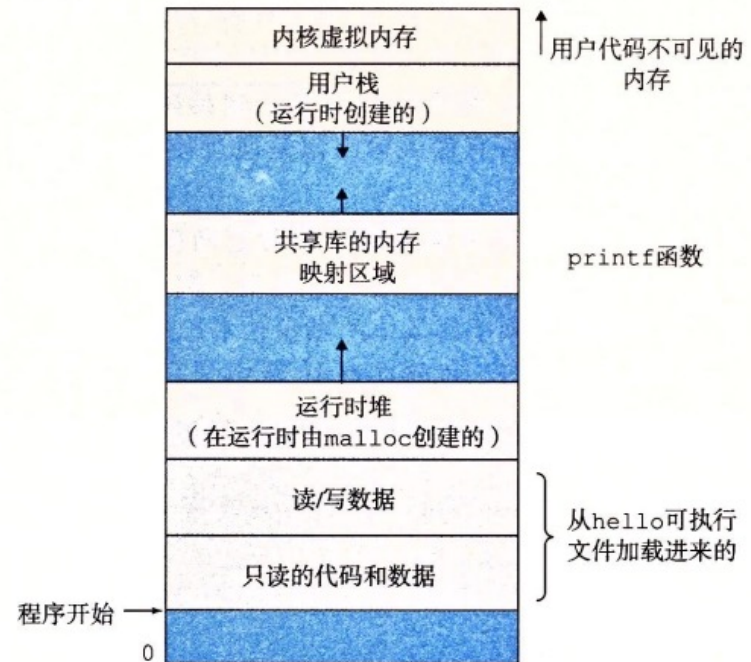 内核虚拟内存
用户代码不可见的
内存
用户栈
（运行时创建的）
共享库的内存
映射区域
printf函数
运行时堆
（在运行时由malloc创建的）
读/写数据
从hello可执行
文件加载进来的
只读的代码和数据
程序开始
0